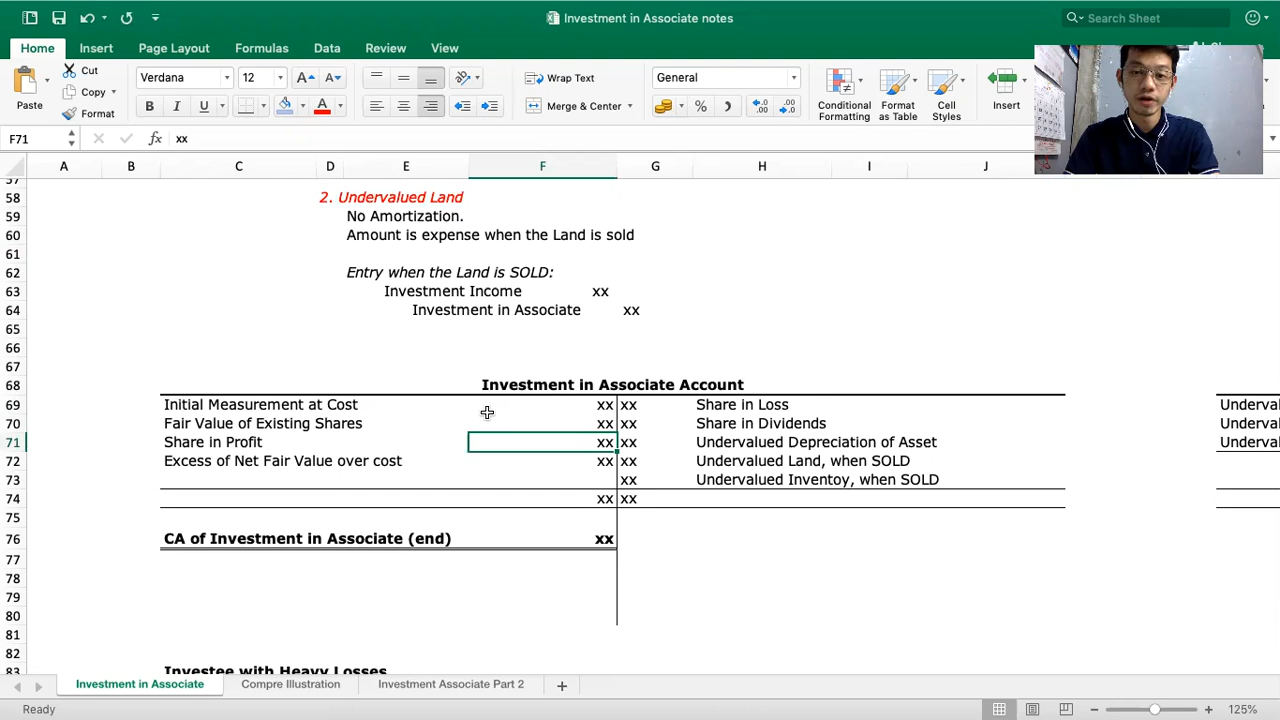 Investment in Associate notes
Search Sheet
Home Insert Page Layout Formulas Data Review View
Paste
Cut
Copy
Format
Verdana 12
B I U
Wrap Text
Merge & Center
General
Conditional Formatting
Format as Table
Cell Styles
Insert
F71 fx xx
A B C D E F G H I J
58 2. Undervalued Land
59 No Amortization.
60 Amount is expense when the Land is sold
61
62 Entry when the Land is SOLD:
63 Investment Income xx
64 Investment in Associate xx
65
66
67
68 Investment in Associate Account
69 Initial Measurement at Cost xx xx Share in Loss
70 Fair Value of Existing Shares xx xx Share in Dividends
71 Share in Profit xx xx Undervalued Depreciation of Asset
72 Excess of Net Fair Value over cost xx xx Undervalued Land, when SOLD
73 xx Undervalued Inventoy, when SOLD
74 xx xx
75
76 CA of Investment in Associate (end) xx
77
78
79
80
81
82
83 Investee with Heavy Losses
Investment in Associate Compre Illustration Investment Associate Part 2
Ready 125%